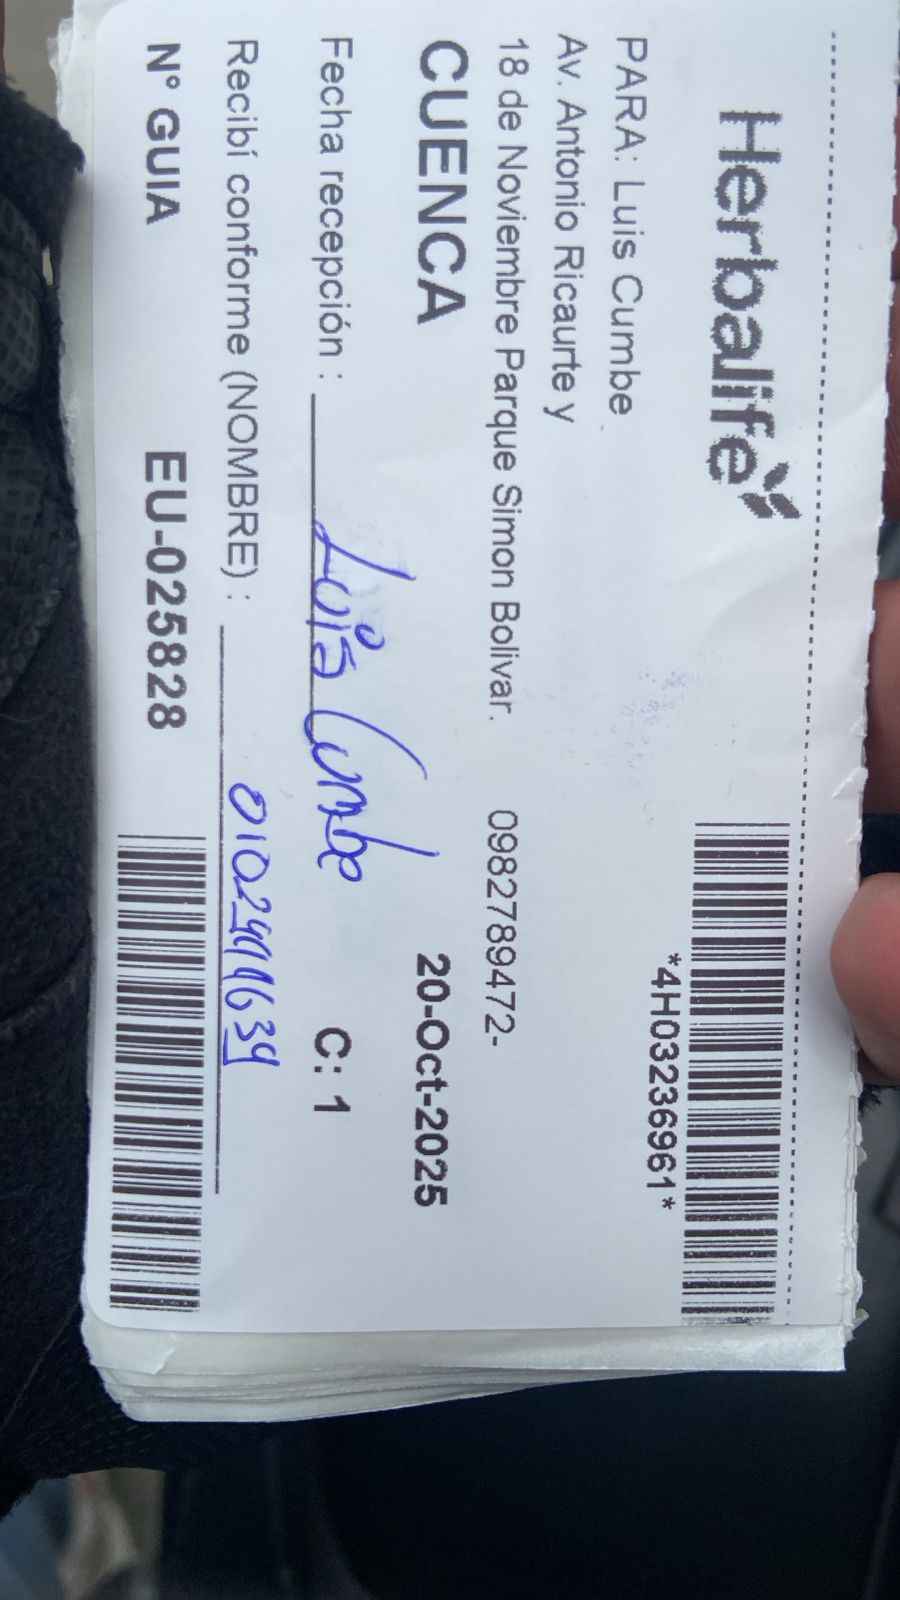 Herbalife
*4H03236961*
PARA: Luis Cumbe
Av. Antonio Ricaurte y
18 de Noviembre Parque Simon Bolivar. 0982789472-
CUENCA 20-Oct-2025
Fecha recepción : Luis Cumbe C: 1
Recibí conforme (NOMBRE) :
Nº GUIA EU-025828